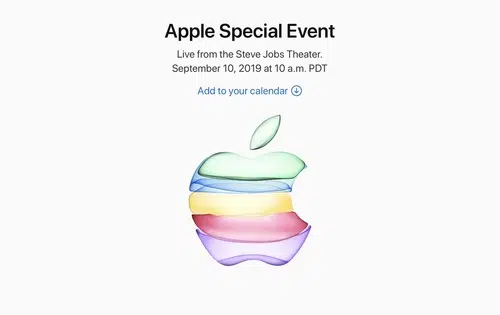 Apple Special Event
Live from the Steve Jobs Theater.
September 10, 2019 at 10 a.m. PDT
Add to your calendar